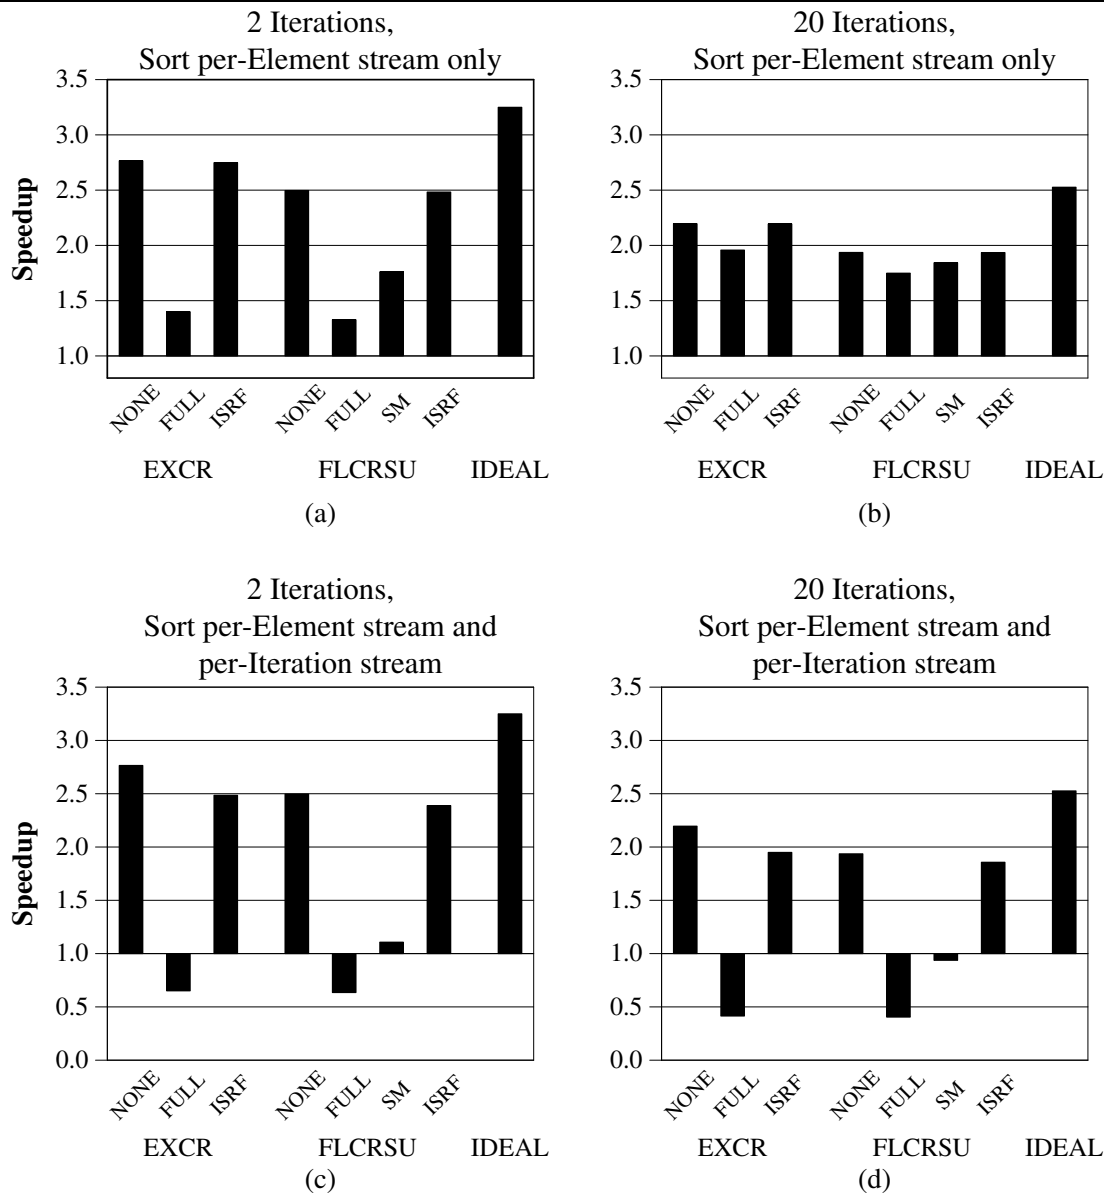 2 Iterations,
Sort per-Element stream only
3.5
3.0
2.5
2.0
1.5
1.0
Speedup
NONE FULL ISRF NONE FULL SM ISRF
EXCR FLCRSU IDEAL
(a)
20 Iterations,
Sort per-Element stream only
3.5
3.0
2.5
2.0
1.5
1.0
NONE FULL ISRF NONE FULL SM ISRF
EXCR FLCRSU IDEAL
(b)
2 Iterations,
Sort per-Element stream and
per-Iteration stream
3.5
3.0
2.5
2.0
1.5
1.0
0.5
0.0
Speedup
NONE FULL ISRF NONE FULL SM ISRF
EXCR FLCRSU IDEAL
(c)
20 Iterations,
Sort per-Element stream and
per-Iteration stream
3.5
3.0
2.5
2.0
1.5
1.0
0.5
0.0
NONE FULL ISRF NONE FULL SM ISRF
EXCR FLCRSU IDEAL
(d)